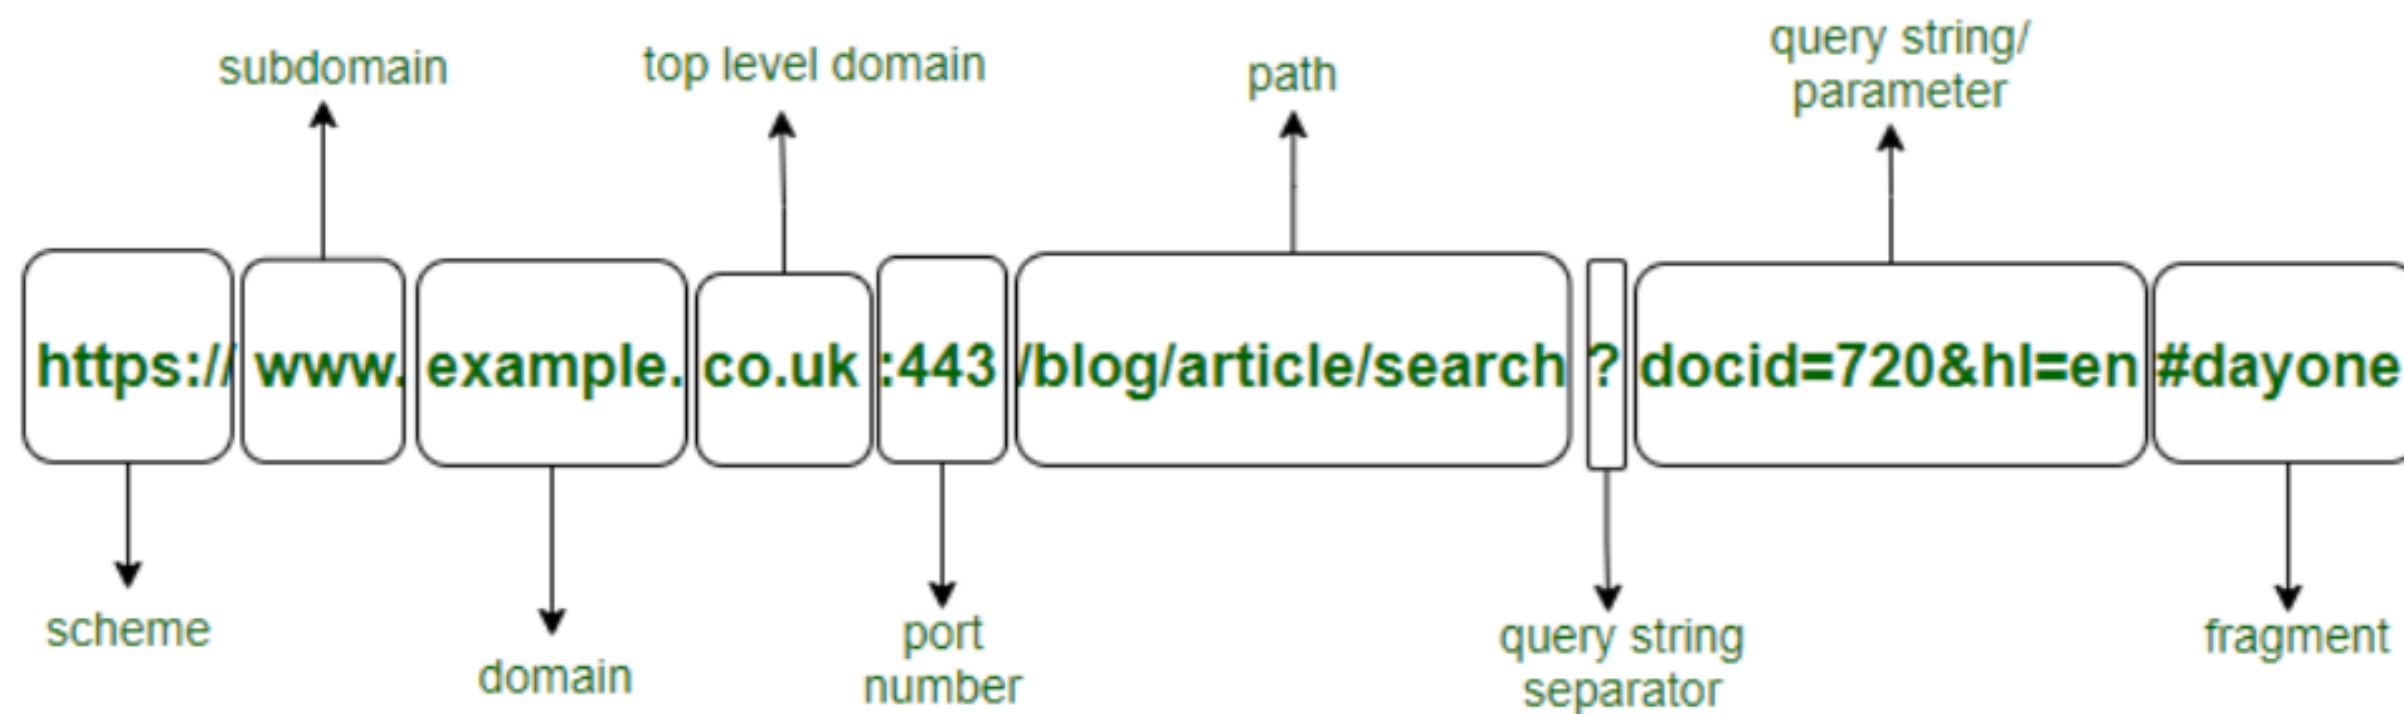 subdomain
top level domain
path
query string/
parameter
https:// www. example. co.uk :443 /blog/article/search ? docid=720&hl=en #dayone
scheme
domain
port
number
query string
separator
fragment